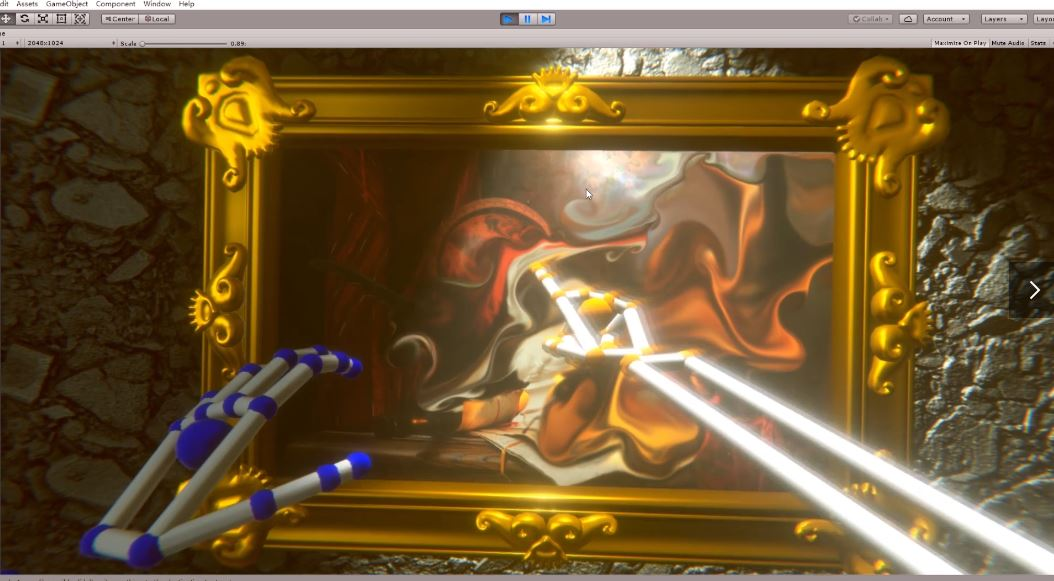 dit Assets GameObject Component Window Help
Center Local Collab Account Layers Layou
1 2048x1024 Scale 0.89: Maximize On Play Mute Audio Stats